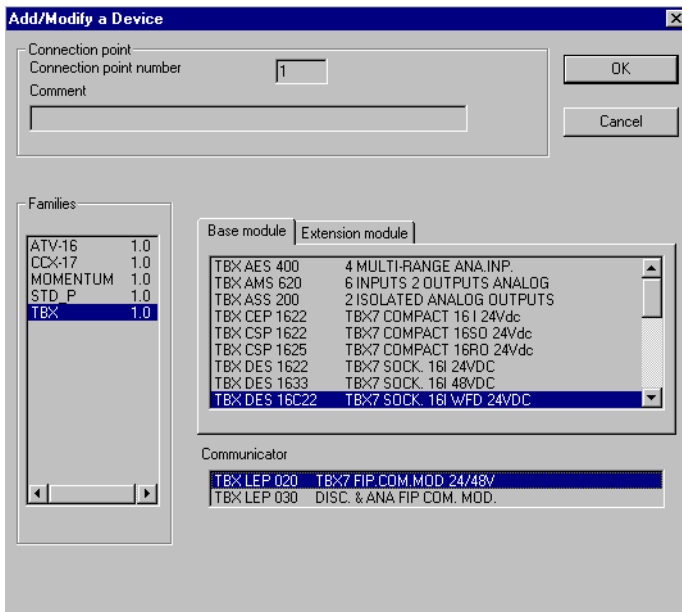 Add/Modify a Device
Connection point
Connection point number 1
OK
Comment
Cancel
Families
ATV-16 1.0
CCX-17 1.0
MOMENTUM 1.0
STD_P 1.0
TBX 1.0
Base module Extension module
TBX AES 400 4 MULTI-RANGE ANA.INP.
TBX AMS 620 6 INPUTS 2 OUTPUTS ANALOG
TBX ASS 200 2 ISOLATED ANALOG OUTPUTS
TBX CEP 1622 TBX7 COMPACT 16 I 24Vdc
TBX CSP 1622 TBX7 COMPACT 16SO 24Vdc
TBX CSP 1625 TBX7 COMPACT 16RO 24Vdc
TBX DES 1622 TBX7 SOCK. 16I 24VDC
TBX DES 1633 TBX7 SOCK. 16I 48VDC
TBX DES 16C22 TBX7 SOCK. 16I WFD 24VDC
Communicator
TBX LEP 020 TBX7 FIP.COM.MOD 24/48V
TBX LEP 030 DISC. & ANA FIP COM. MOD.